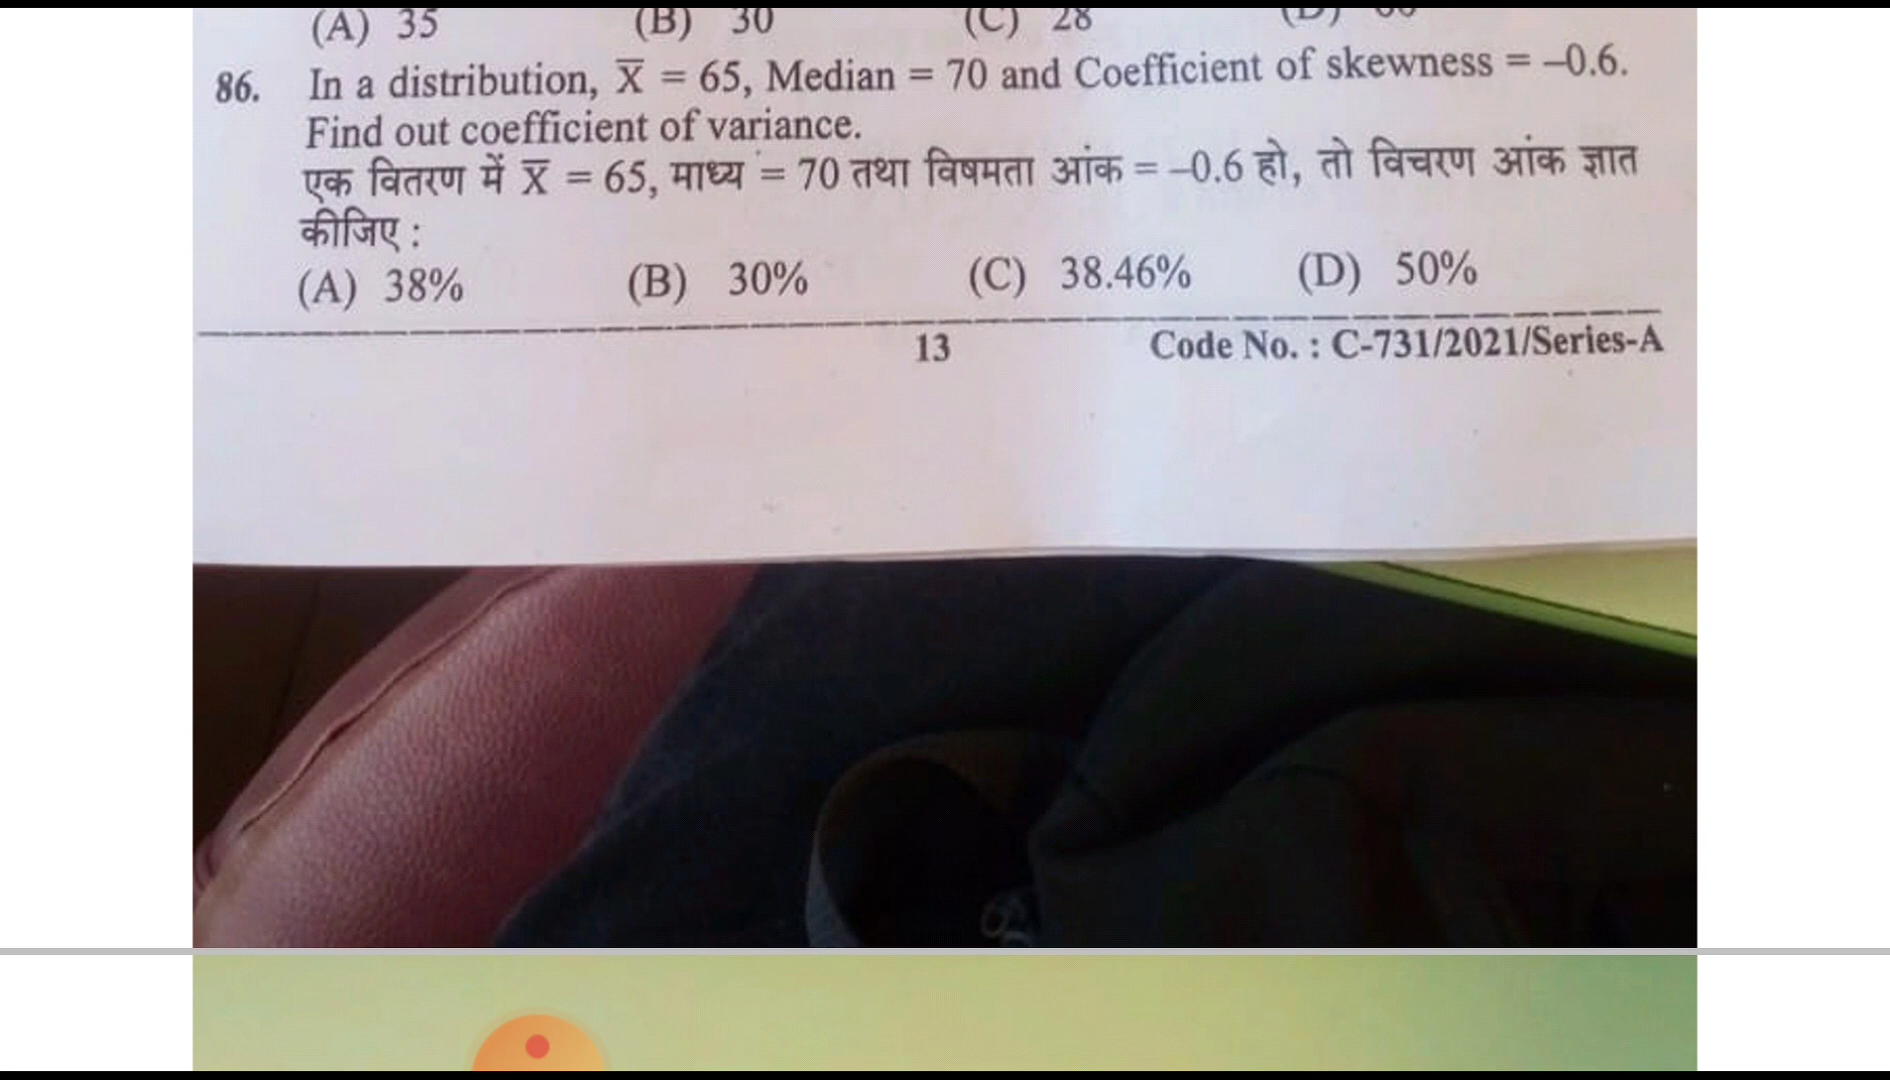 (A) 35 (B) 30 (C) 28 (D)
86. In a distribution, X̅ = 65, Median = 70 and Coefficient of skewness = –0.6.
Find out coefficient of variance.
एक वितरण में X̅ = 65, माध्य = 70 तथा विषमता आंक = –0.6 हो, तो विचरण आंक ज्ञात
कीजिए :
(A) 38% (B) 30% (C) 38.46% (D) 50%
13 Code No. : C-731/2021/Series-A